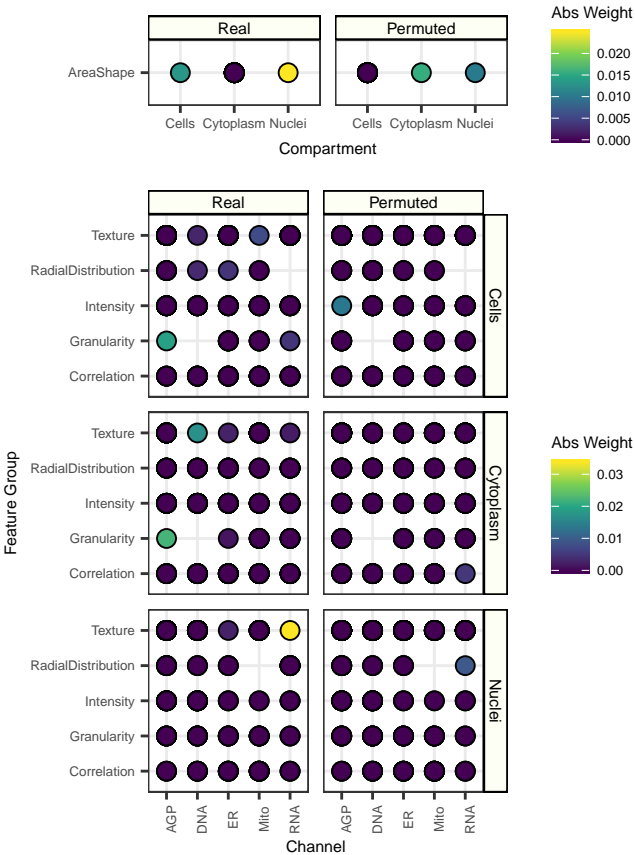 Real Permuted
AreaShape
Cells Cytoplasm Nuclei Cells Cytoplasm Nuclei
Compartment
Abs Weight
0.020
0.015
0.010
0.005
0.000
Real Permuted
Feature Group
Texture
RadialDistribution
Intensity
Granularity
Correlation
Cells
Texture
RadialDistribution
Intensity
Granularity
Correlation
Cytoplasm
Texture
RadialDistribution
Intensity
Granularity
Correlation
Nuclei
AGP DNA ER Mito RNA AGP DNA ER Mito RNA
Channel
Abs Weight
0.03
0.02
0.01
0.00